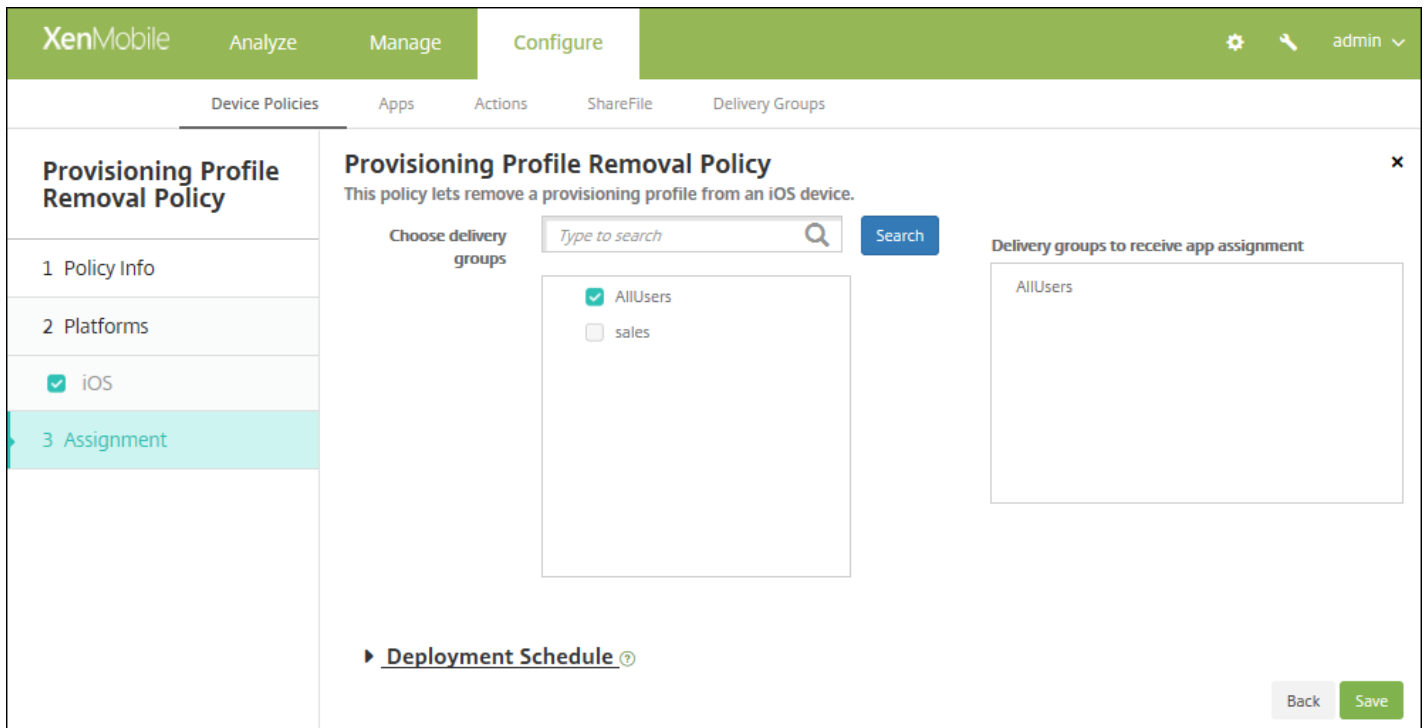 XenMobile Analyze Manage Configure admin
Device Policies Apps Actions ShareFile Delivery Groups
Provisioning Profile
Removal Policy
1 Policy Info
2 Platforms
iOS
3 Assignment
Provisioning Profile Removal Policy
This policy lets remove a provisioning profile from an iOS device.
Choose delivery
groups
Type to search
Search
AllUsers
sales
Delivery groups to receive app assignment
AllUsers
Deployment Schedule ?
Back Save